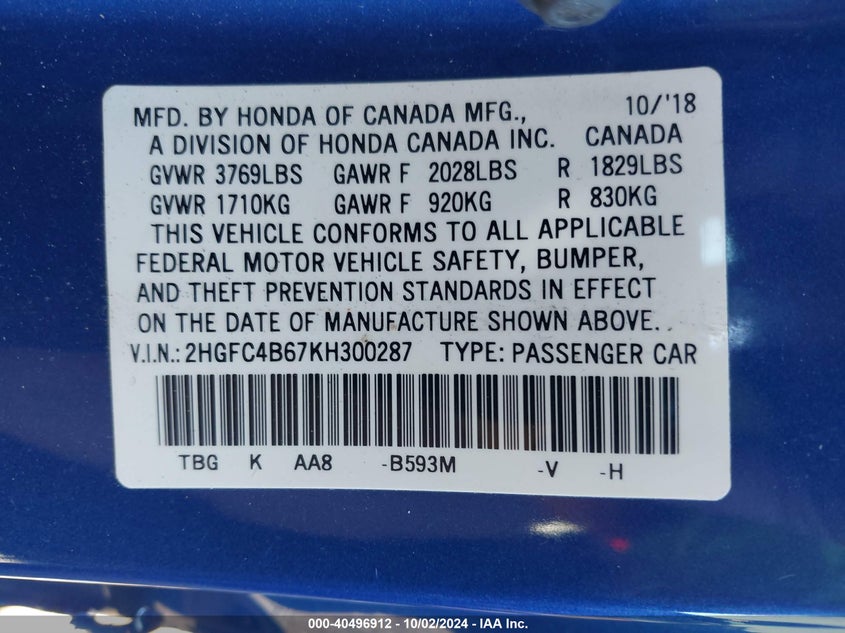 MFD. BY HONDA OF CANADA MFG., 10/'18
A DIVISION OF HONDA CANADA INC. CANADA
GVWR 3769LBS GAWR F 2028LBS R 1829LBS
GVWR 1710KG GAWR F 920KG R 830KG
THIS VEHICLE CONFORMS TO ALL APPLICABLE
FEDERAL MOTOR VEHICLE SAFETY, BUMPER,
AND THEFT PREVENTION STANDARDS IN EFFECT
ON THE DATE OF MANUFACTURE SHOWN ABOVE.
V.I.N.: 2HGFC4B67KH300287 TYPE: PASSENGER CAR
TBG K AA8 -B593M -V -H
000-40496912 - 10/02/2024 - IAA Inc.